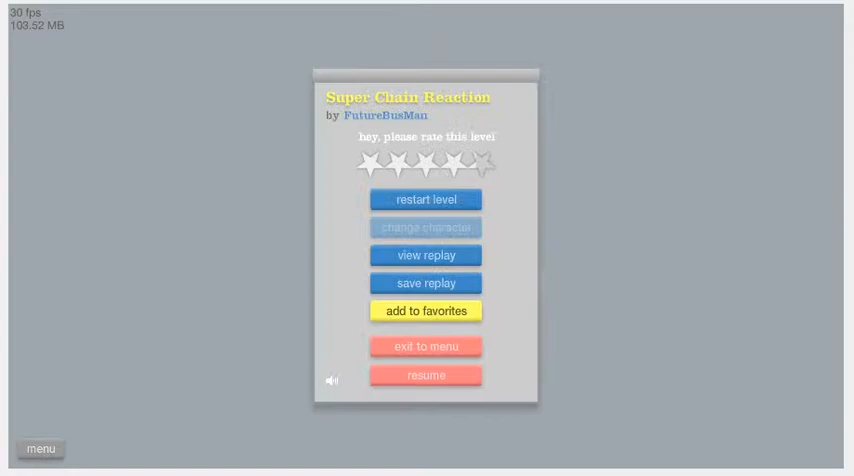 30 fps
103.52 MB
Super Chain Reaction
by FutureBusMan
hey, please rate this level
restart level
change character
view replay
save replay
add to favorites
exit to menu
resume
menu